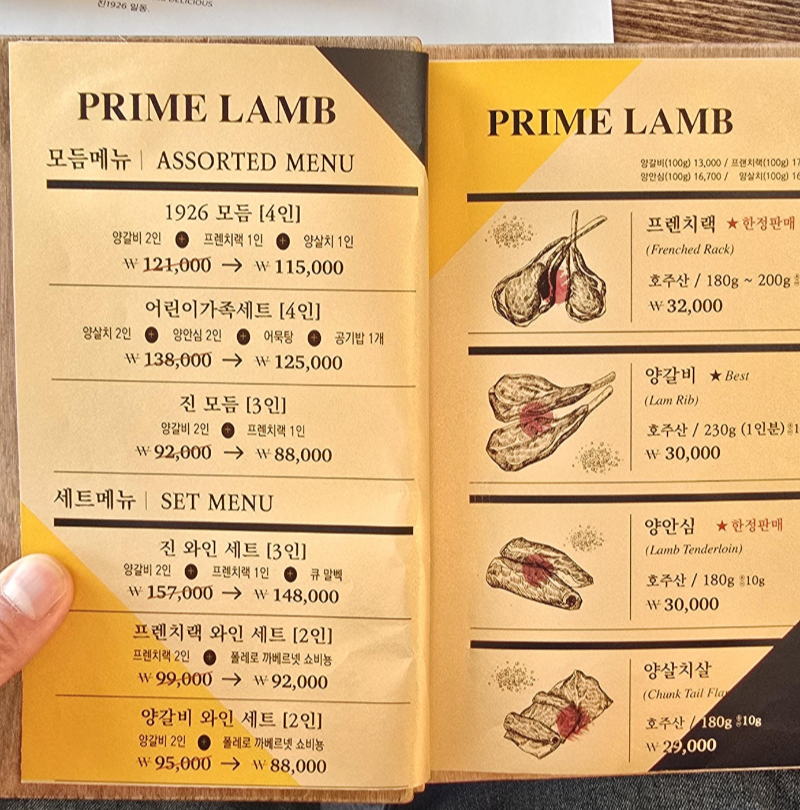 DELICIOUS
진1926 일동.
PRIME LAMB
모듬메뉴 | ASSORTED MENU
1926 모듬 [4인]
양갈비 2인 + 프렌치랙 1인 + 양살치 1인
₩ 121,000 → ₩ 115,000
어린이가족세트 [4인]
양살치 2인 + 양안심 2인 + 어묵탕 + 공기밥 1개
₩ 138,000 → ₩ 125,000
진 모듬 [3인]
양갈비 2인 + 프렌치랙 1인
₩ 92,000 → ₩ 88,000
세트메뉴 | SET MENU
진 와인 세트 [3인]
양갈비 2인 + 프렌치랙 1인 + 큐 말벡
₩ 157,000 → ₩ 148,000
프렌치랙 와인 세트 [2인]
프렌치랙 2인 + 폴레로 까베르넷 쇼비뇽
₩ 99,000 → ₩ 92,000
양갈비 와인 세트 [2인]
양갈비 2인 + 폴레로 까베르넷 쇼비뇽
₩ 95,000 → ₩ 88,000
PRIME LAMB
양갈비(100g) 13,000 / 프렌치랙(100g) 17
양안심(100g) 16,700 / 양살치(100g) 16
프렌치랙 ★한정판매
(Frenched Rack)
호주산 / 180g ~ 200g
₩ 32,000
양갈비 ★Best
(Lam Rib)
호주산 / 230g (1인분)
₩ 30,000
양안심 ★한정판매
(Lamb Tenderloin)
호주산 / 180g ±10g
₩ 30,000
양살치살
(Chunk Tail Flap
호주산 / 180g ±10g
₩ 29,000